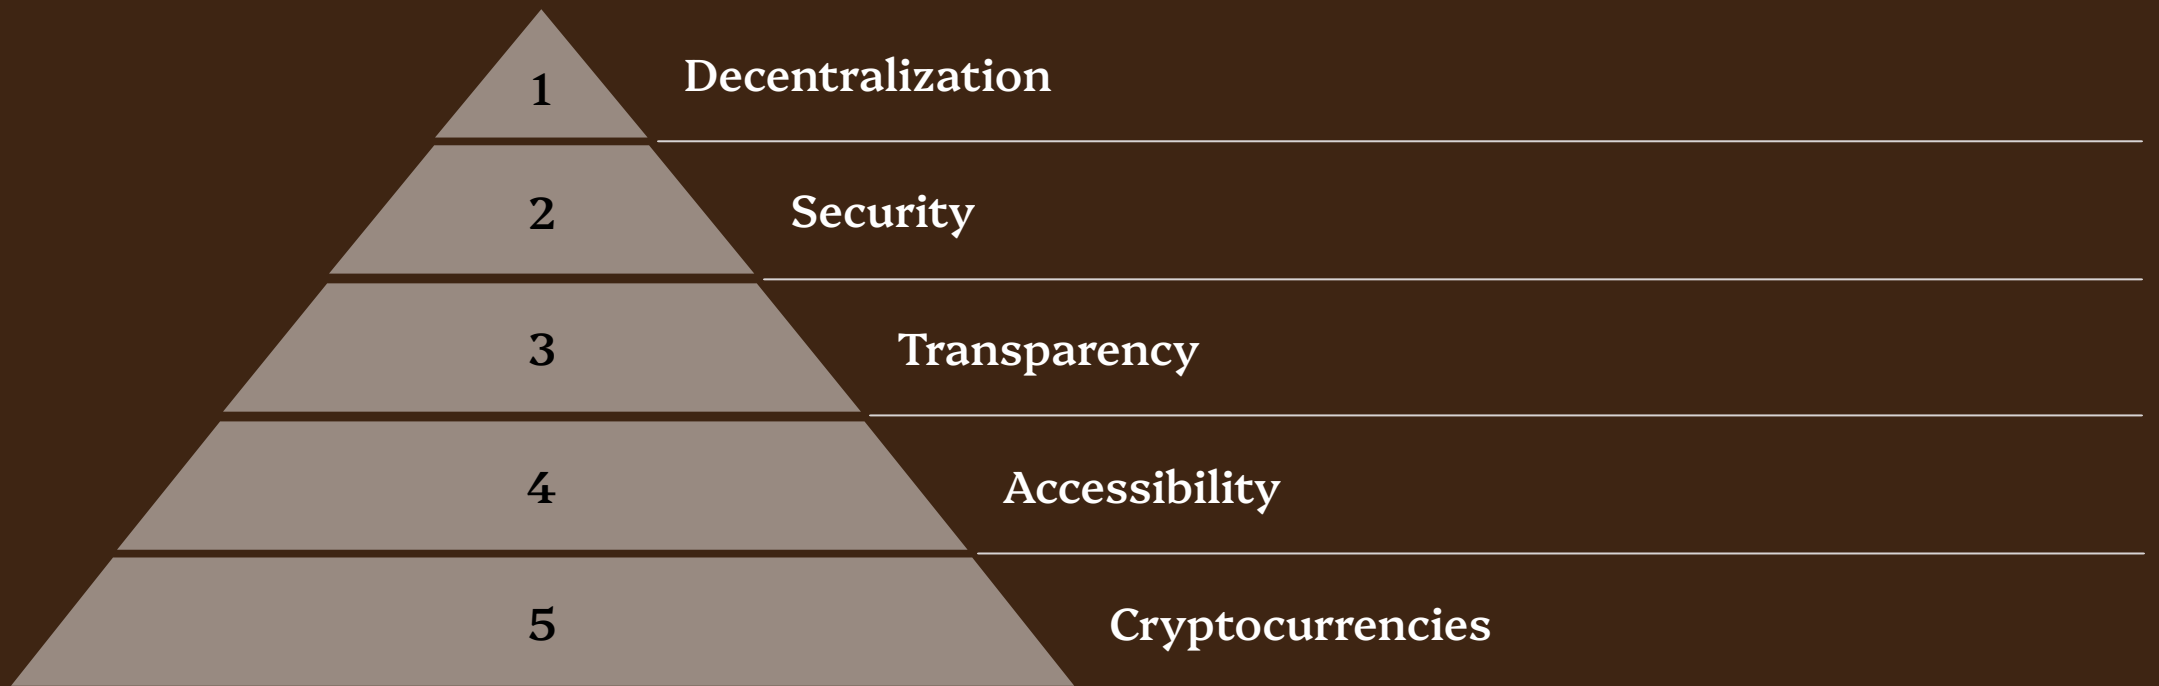 1
Decentralization
2
Security
3
Transparency
4
Accessibility
5
Cryptocurrencies